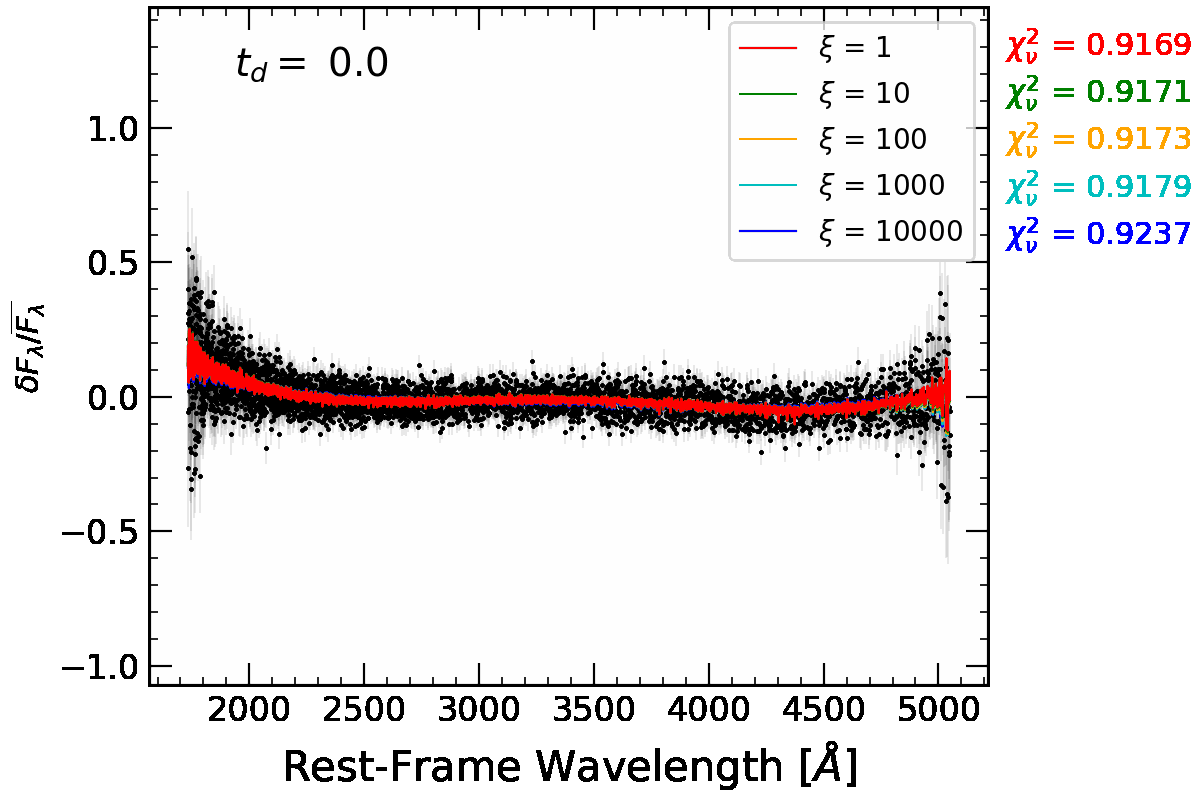 t_d = 0.0
ξ = 1
ξ = 10
ξ = 100
ξ = 1000
ξ = 10000
χ²_ν = 0.9169
χ²_ν = 0.9171
χ²_ν = 0.9173
χ²_ν = 0.9179
χ²_ν = 0.9237
1.0
0.5
0.0
−0.5
−1.0
δF_λ/F̅_λ
2000 2500 3000 3500 4000 4500 5000
Rest-Frame Wavelength [Å]